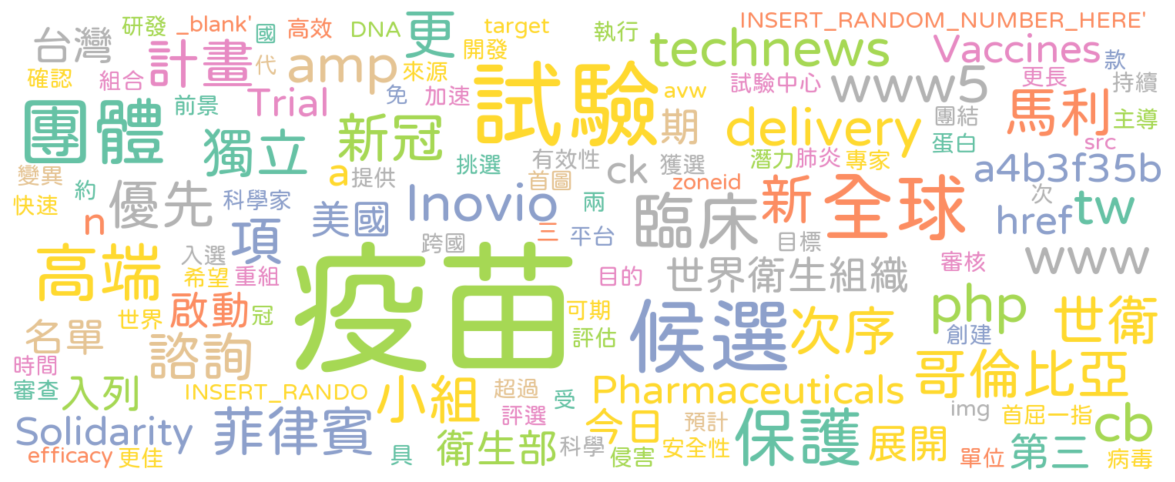 研發 _blank' 國 高效 DNA 更 target 執行 INSERT_RANDOM_NUMBER_HERE'
台灣 計畫 amp 開發 technews Vaccines 款
確認 組合 代 來源 試驗 試驗中心 更長 持續
前景 Trial 免 加速 avw www5 馬利 主導
團體 獨立 新冠 期 delivery 團結 蛋白 src
變異 約 a 提供 挑選 有效性 ck 獲選 潛力 肺炎 專家 a4b3f35b
快速 優先 科學家 首圖 zoneid 次
n 項 美國 Inovio 兩 臨床 新 全球 href tw
高端 入選 跨國 三 平台 目標 審核 www
希望 重組 疫苗 目的 世界衛生組織 php
名單 世界 啟動 冠 可期 候選 次序 創建 世衛
時間 諮詢 評估 哥倫比亞
審查 入列 INSERT_RANDO 小組 超過 受 Pharmaceuticals img 首屈一指 cb
Solidarity 菲律賓 評選 今日 預計 保護 展開 第三
efficacy 更佳 具 衛生部 科學 侵害 安全性 單位 病毒